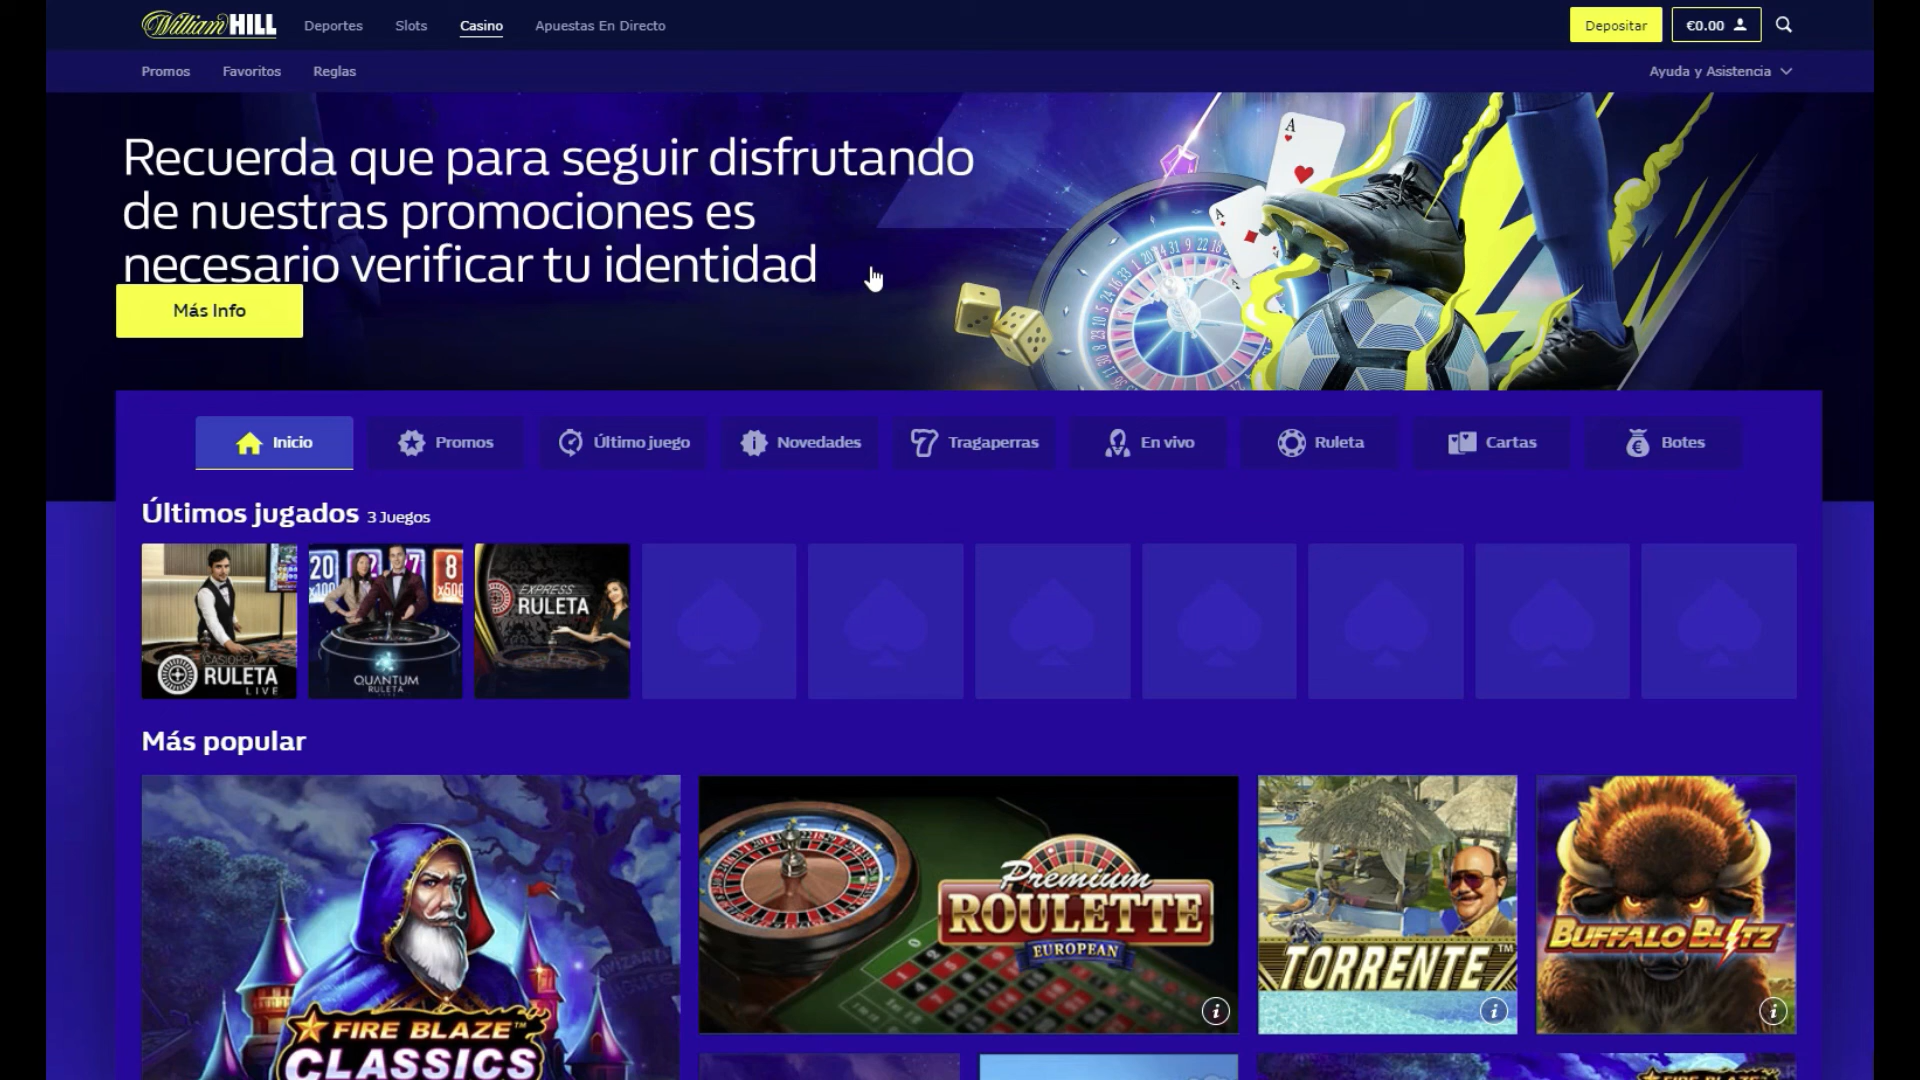 William HILL
Deportes
Slots
Casino
Apuestas En Directo
Depositar
€0.00
Promos
Favoritos
Reglas
Ayuda y Asistencia
Recuerda que para seguir disfrutando
de nuestras promociones es
necesario verificar tu identidad
Más Info
Inicio
Promos
Último juego
Novedades
Tragaperras
En vivo
Ruleta
Cartas
Botes
Últimos jugados 3 Juegos
CASIOPEA
RULETA
LIVE
QUANTUM
RULETA
EXPRESS
RULETA
Más popular
FIRE BLAZE™
CLASSICS
Premium
ROULETTE
EUROPEAN
TORRENTE™
BUFFALO BLITZ